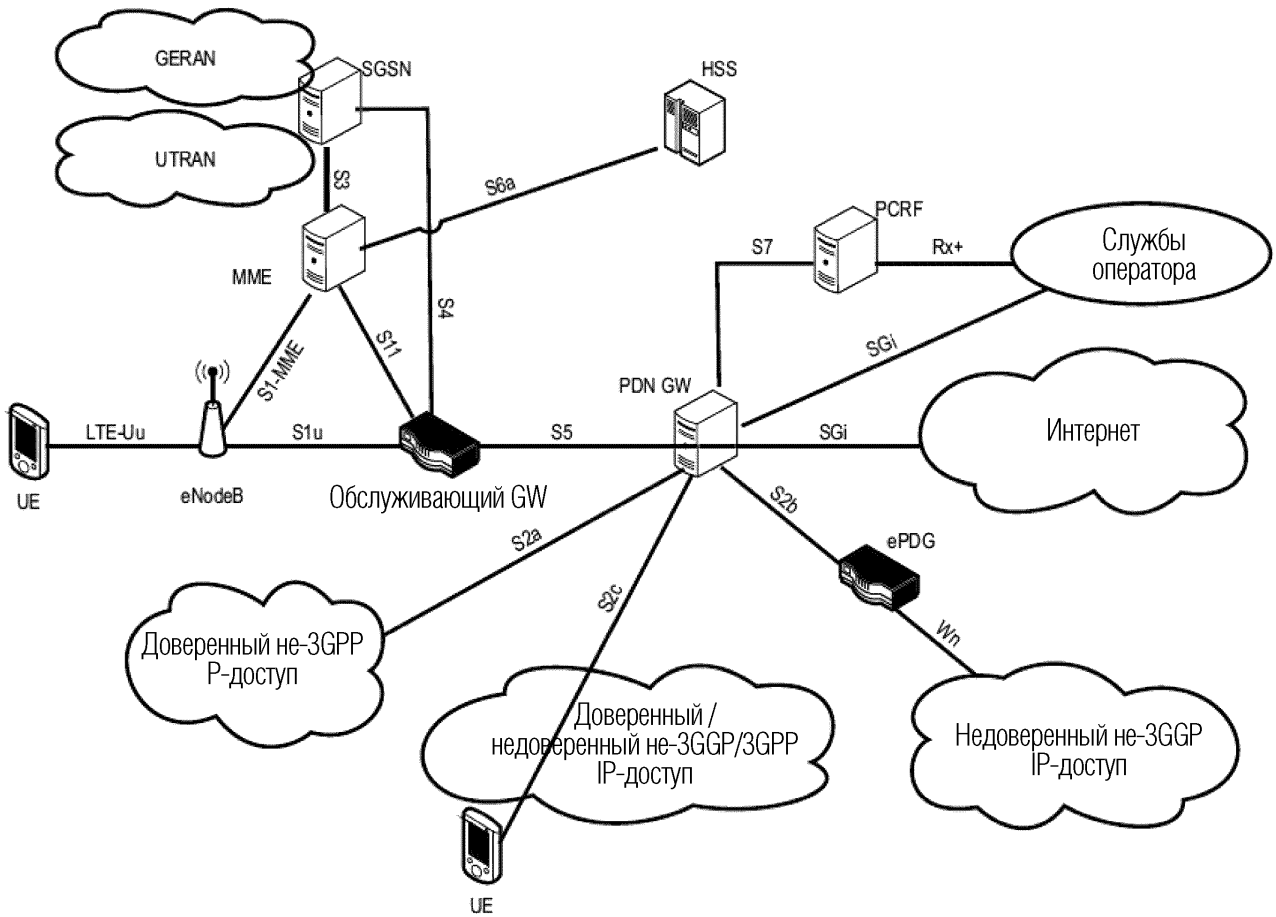 GERAN
SGSN
HSS
UTRAN
S3
S6a
PCRF
MME
S7
Rx+
Службы
оператора
S4
S11
S1-MME
SGi
PDN GW
UE
LTE-Uu
eNodeB
S1u
Обслуживающий GW
S5
SGi
Интернет
S2a
S2c
S2b
ePDG
Wn
Доверенный не-3GPP
Р-доступ
Доверенный /
недоверенный не-3GGP/3GPP
IP-доступ
Недоверенный не-3GGP
IP-доступ
UE